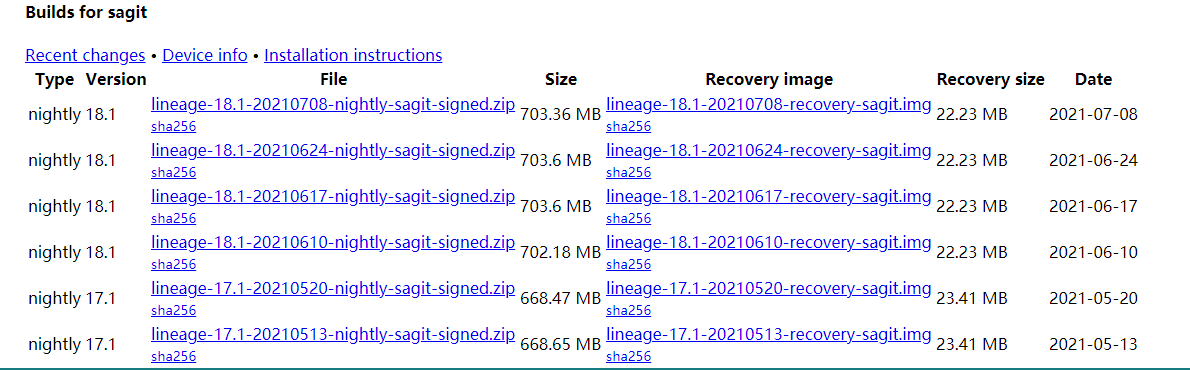 Builds for sagit
Recent changes • Device info • Installation instructions
Type Version File Size Recovery image Recovery size Date
nightly 18.1 lineage-18.1-20210708-nightly-sagit-signed.zip 703.36 MB lineage-18.1-20210708-recovery-sagit.img 22.23 MB 2021-07-08
sha256 sha256
nightly 18.1 lineage-18.1-20210624-nightly-sagit-signed.zip 703.6 MB lineage-18.1-20210624-recovery-sagit.img 22.23 MB 2021-06-24
sha256 sha256
nightly 18.1 lineage-18.1-20210617-nightly-sagit-signed.zip 703.6 MB lineage-18.1-20210617-recovery-sagit.img 22.23 MB 2021-06-17
sha256 sha256
nightly 18.1 lineage-18.1-20210610-nightly-sagit-signed.zip 702.18 MB lineage-18.1-20210610-recovery-sagit.img 22.23 MB 2021-06-10
sha256 sha256
nightly 17.1 lineage-17.1-20210520-nightly-sagit-signed.zip 668.47 MB lineage-17.1-20210520-recovery-sagit.img 23.41 MB 2021-05-20
sha256 sha256
nightly 17.1 lineage-17.1-20210513-nightly-sagit-signed.zip 668.65 MB lineage-17.1-20210513-recovery-sagit.img 23.41 MB 2021-05-13
sha256 sha256